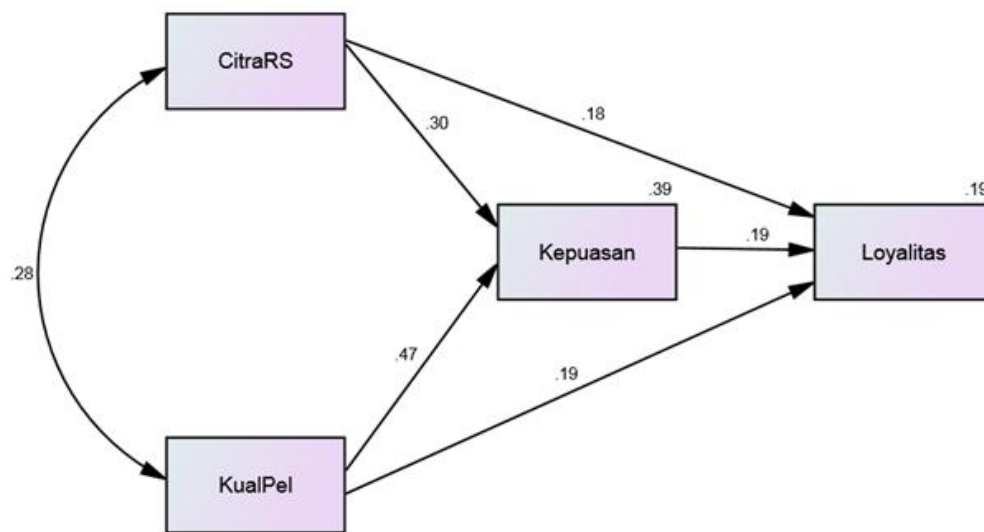 CitraRS
.30
.18
.39
.19
Kepuasan
.19
Loyalitas
.28
.47
.19
KualPel